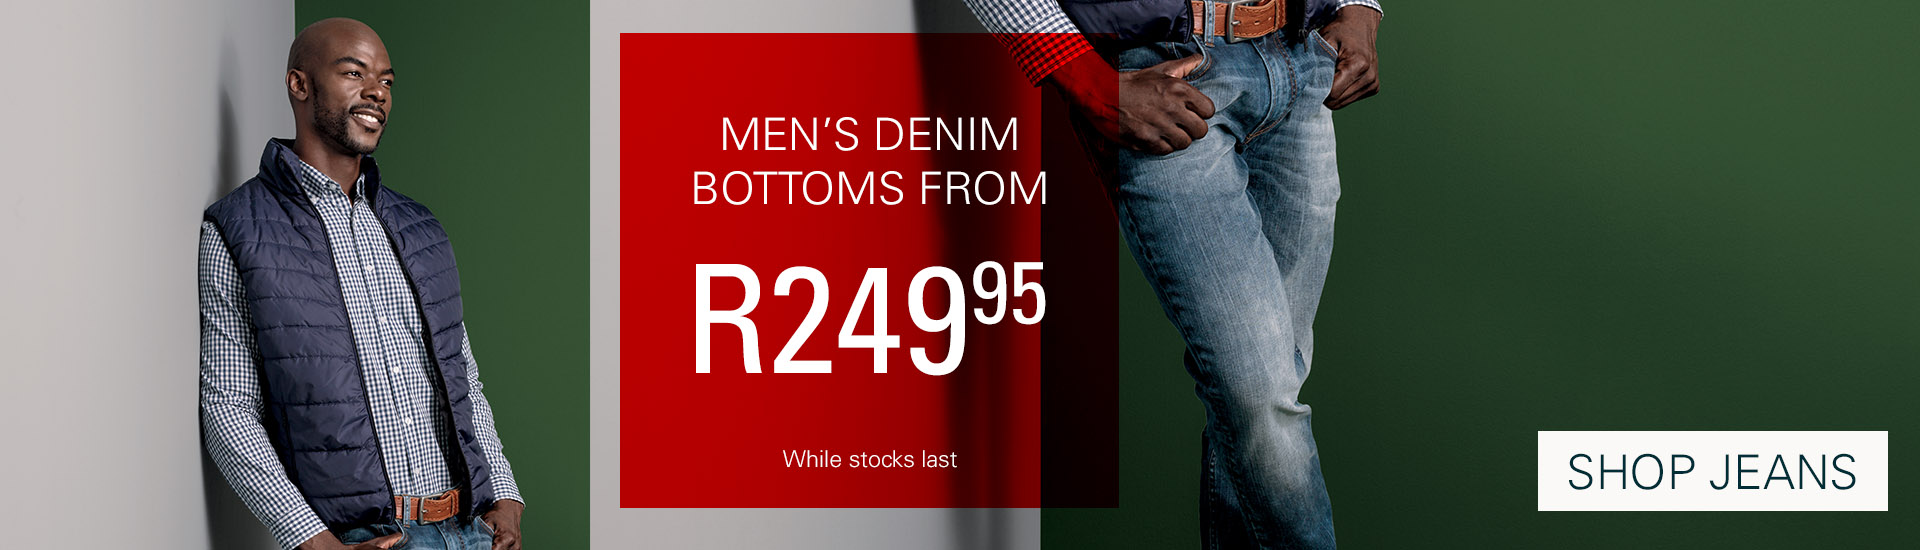 MEN’S DENIM
BOTTOMS FROM
R24995
While stocks last
SHOP JEANS